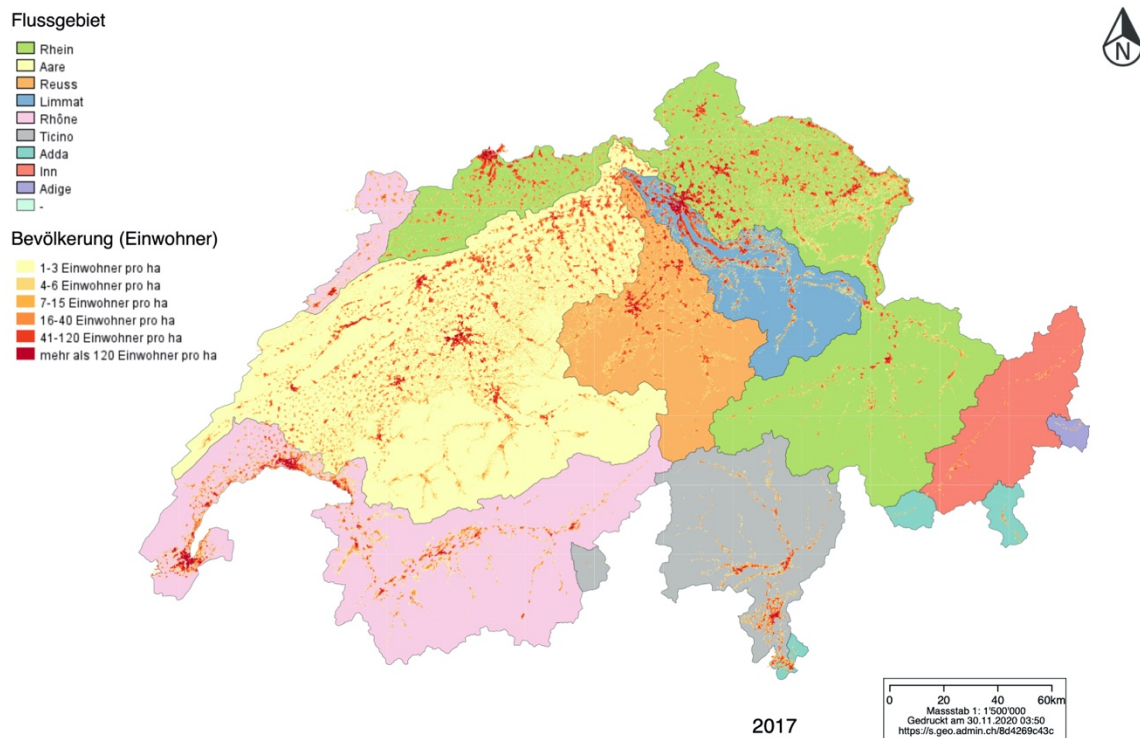 Flussgebiet
Rhein
Aare
Reuss
Limmat
Rhône
Ticino
Adda
Inn
Adige
-
Bevölkerung (Einwohner)
1-3 Einwohner pro ha
4-6 Einwohner pro ha
7-15 Einwohner pro ha
16-40 Einwohner pro ha
41-120 Einwohner pro ha
mehr als 120 Einwohner pro ha
2017
0 20 40 60km
Massstab 1: 1'500'000
Gedruckt am 30.11.2020 03:50
https://s.geo.admin.ch/8d4269c43c